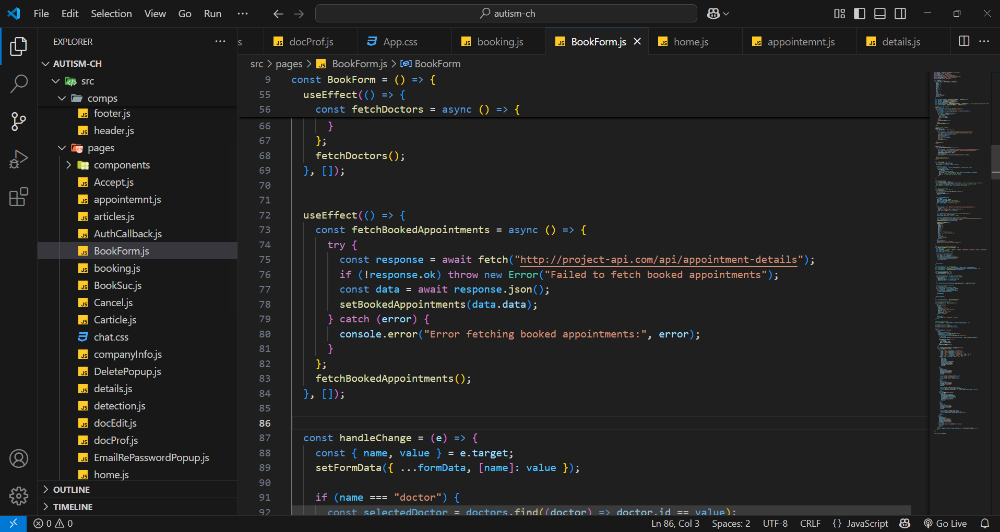 File Edit Selection View Go Run ··· autism-ch
EXPLORER ···
s docProf.js App.css booking.js BookForm.js home.js appointemnt.js details.js ···
AUTISM-CH
src
comps
footer.js
header.js
pages
components
Accept.js
appointemnt.js
articles.js
AuthCallback.js
BookForm.js
booking.js
BookSuc.js
Cancel.js
Carticle.js
chat.css
companyInfo.js
DeletePopup.js
details.js
detection.js
docEdit.js
docProf.js
EmailRePasswordPopup.js
home.js
OUTLINE
TIMELINE
src > pages > JS BookForm.js > BookForm
9 const BookForm = () => {
55 useEffect(() => {
56 const fetchDoctors = async () => {
66 }
67 };
68 fetchDoctors();
69 }, []);
70
71
72 useEffect(() => {
73 const fetchBookedAppointments = async () => {
74 try {
75 const response = await fetch("http://project-api.com/api/appointment-details");
76 if (!response.ok) throw new Error("Failed to fetch booked appointments");
77 const data = await response.json();
78 setBookedAppointments(data.data);
79 } catch (error) {
80 console.error("Error fetching booked appointments:", error);
81 }
82 };
83 fetchBookedAppointments();
84 }, []);
85
86
87 const handleChange = (e) => {
88 const { name, value } = e.target;
89 setFormData({ ...formData, [name]: value });
90
91 if (name === "doctor") {
92 const selectedDoctor = doctors.find((doctor) => doctor.id == value);
0 0 Ln 86, Col 3 Spaces: 2 UTF-8 CRLF {} JavaScript Go Live